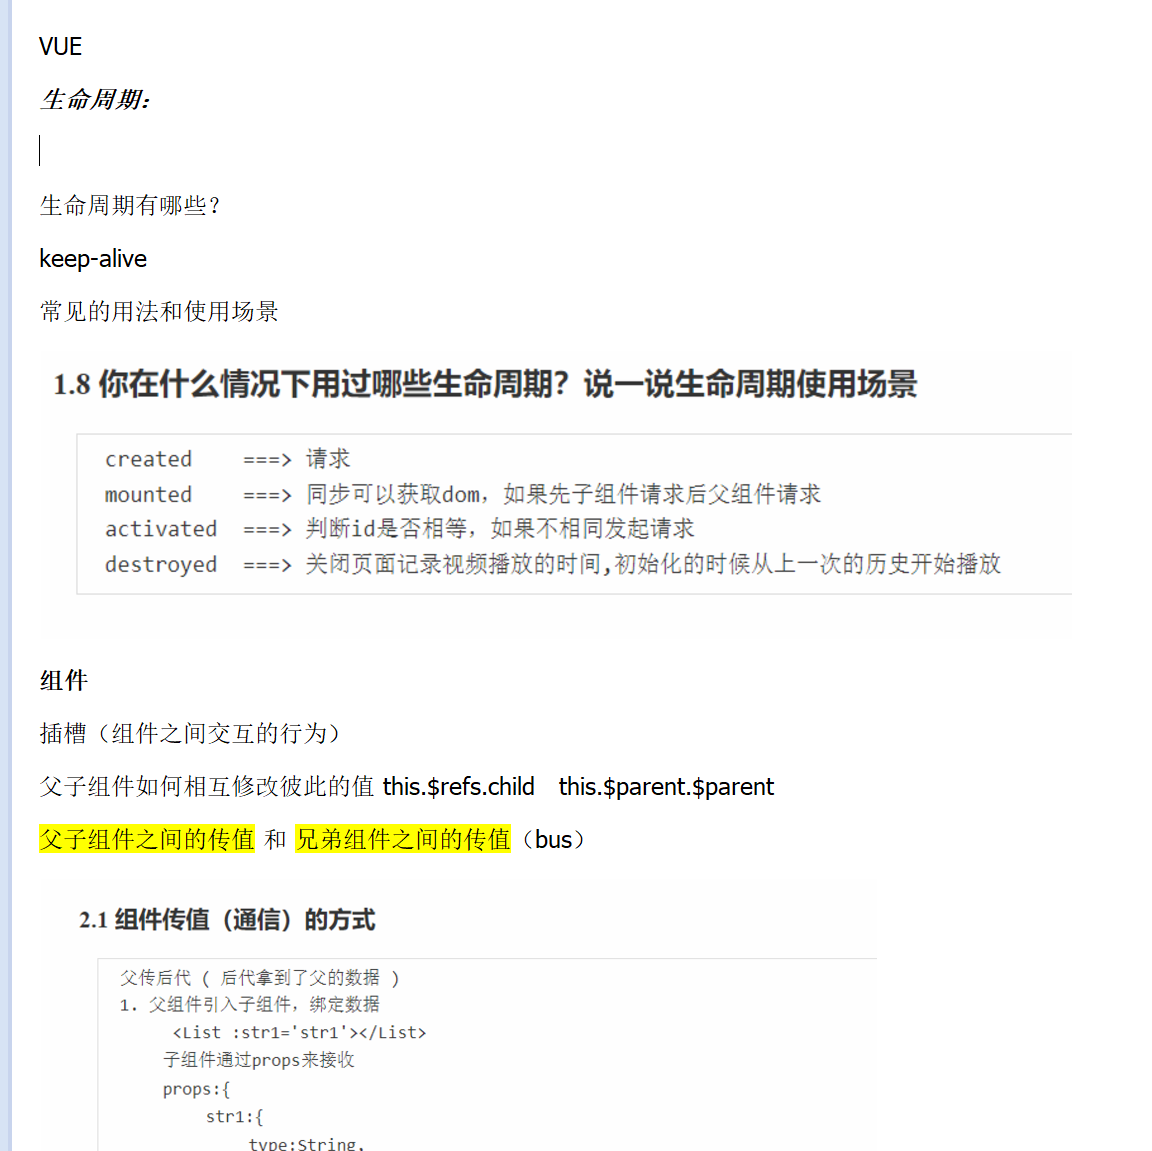 VUE
生命周期：
生命周期有哪些？
keep-alive
常见的用法和使用场景
1.8 你在什么情况下用过哪些生命周期？说一说生命周期使用场景
created ===> 请求
mounted ===> 同步可以获取dom，如果先子组件请求后父组件请求
activated ===> 判断id是否相等，如果不相同发起请求
destroyed ===> 关闭页面记录视频播放的时间,初始化的时候从上一次的历史开始播放
组件
插槽（组件之间交互的行为）
父子组件如何相互修改彼此的值 this.$refs.child this.$parent.$parent
父子组件之间的传值 和 兄弟组件之间的传值（bus）
2.1 组件传值（通信）的方式
父传后代 ( 后代拿到了父的数据 )
1. 父组件引入子组件，绑定数据
<List :str1='str1'></List>
子组件通过props来接收
props:{
str1:{
type:String,